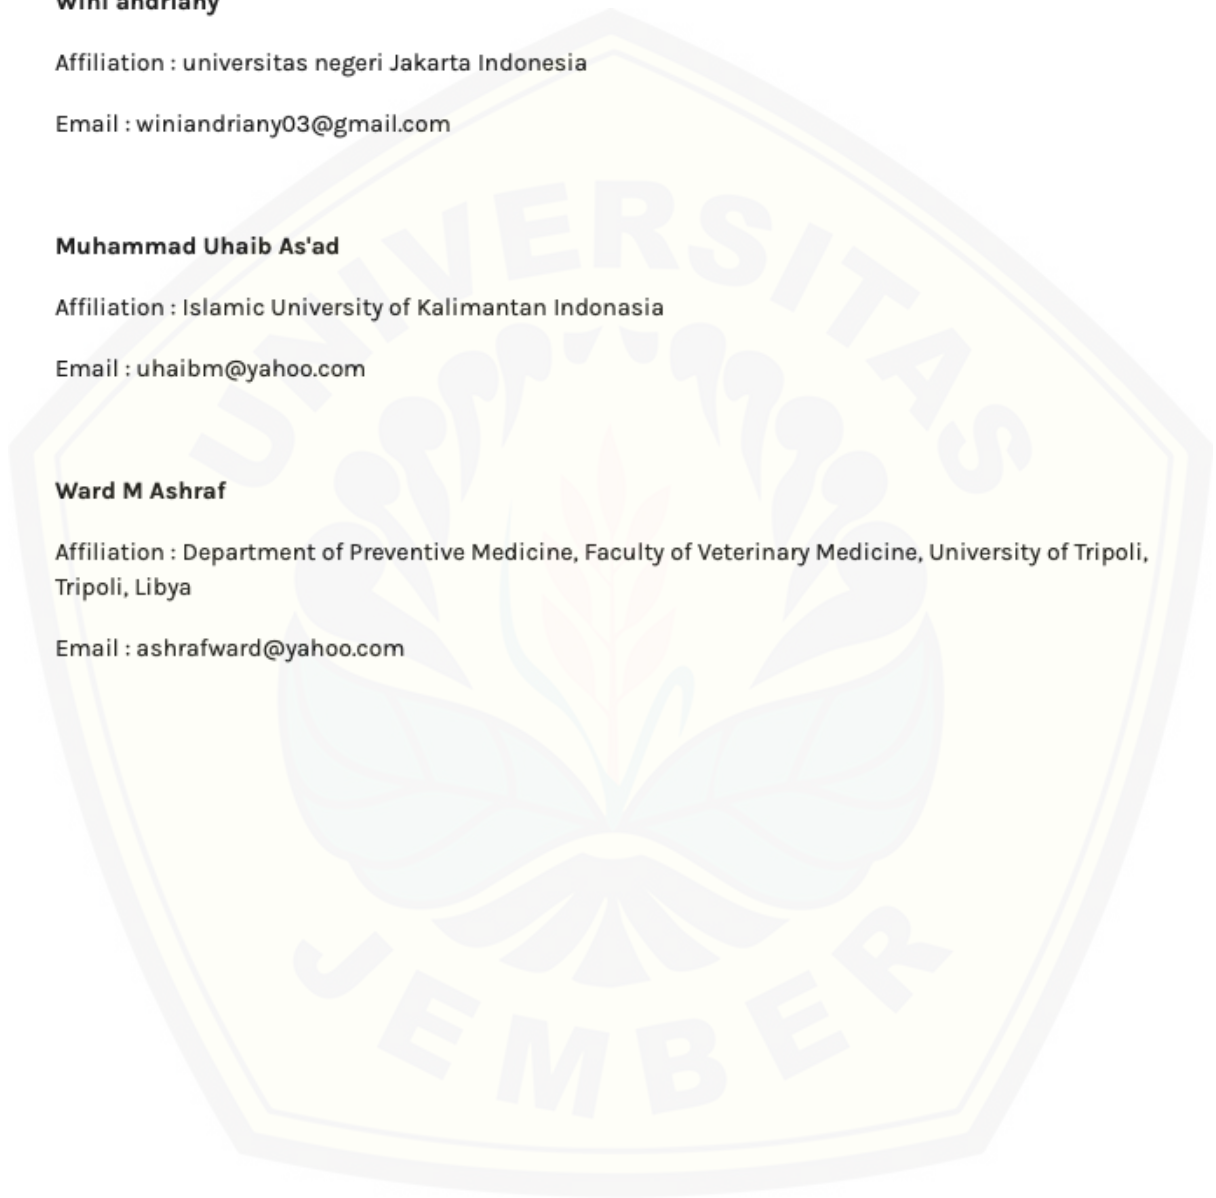 Wini andriany
Affiliation : universitas negeri Jakarta Indonesia
Email : winiandriany03@gmail.com
Muhammad Uhaib As'ad
Affiliation : Islamic University of Kalimantan Indonasia
Email : uhaibm@yahoo.com
Ward M Ashraf
Affiliation : Department of Preventive Medicine, Faculty of Veterinary Medicine, University of Tripoli,
Tripoli, Libya
Email : ashrafward@yahoo.com
UNIVERSITAS
JEMBER